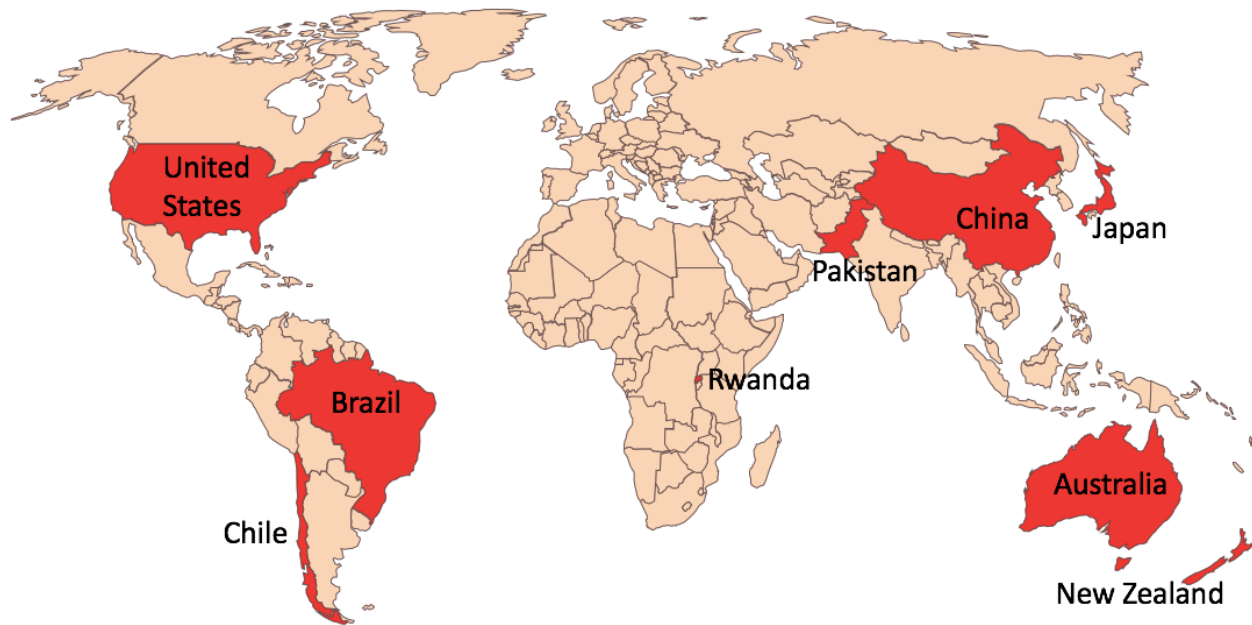 United
States
China
Japan
Pakistan
Rwanda
Brazil
Australia
Chile
New Zealand